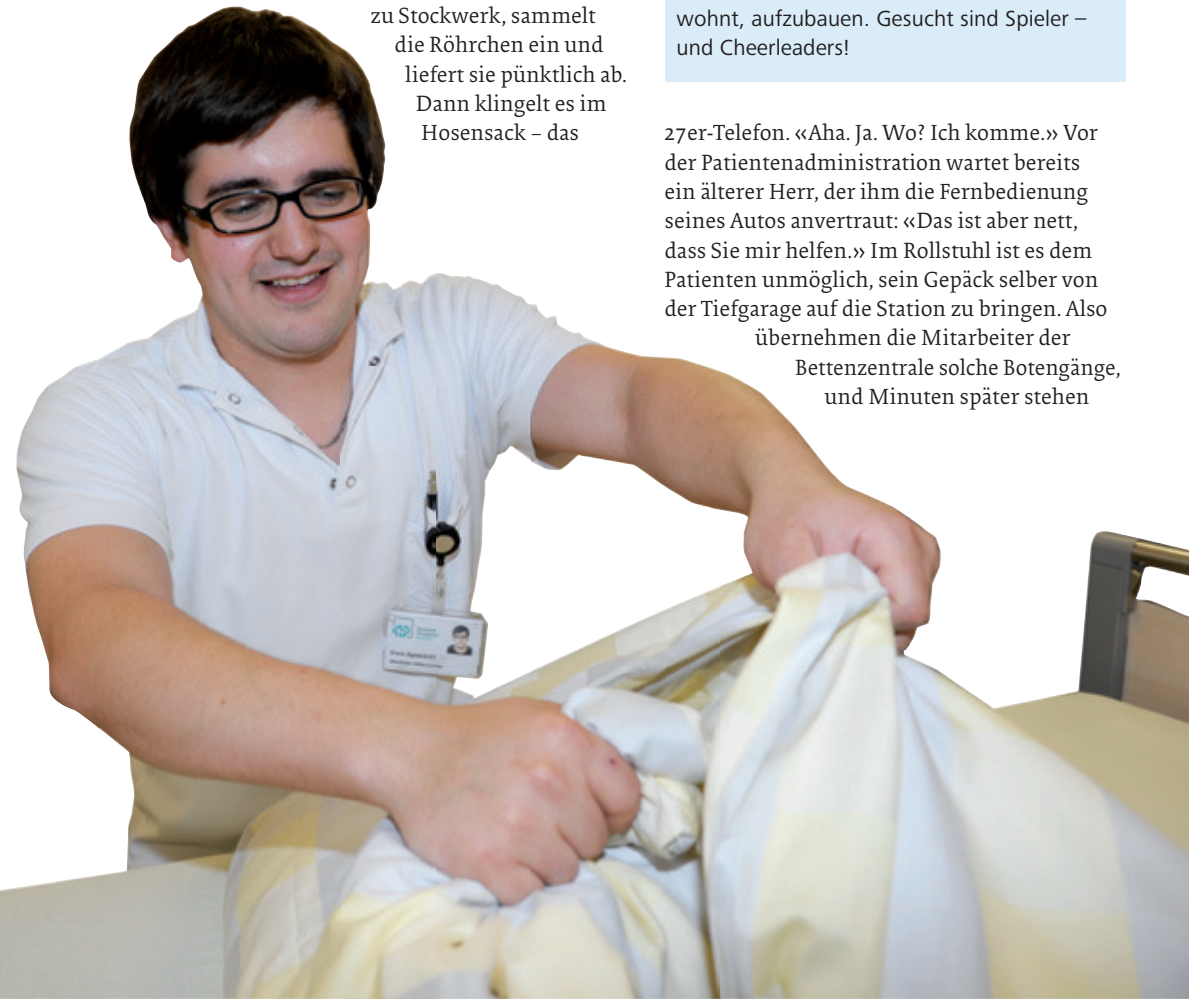 zu Stockwerk, sammelt
die Röhrchen ein und
liefert sie pünktlich ab.
Dann klingelt es im
Hosensack – das
wohnt, aufzubauen. Gesucht sind Spieler –
und Cheerleaders!
27er-Telefon. «Aha. Ja. Wo? Ich komme.» Vor
der Patientenadministration wartet bereits
ein älterer Herr, der ihm die Fernbedienung
seines Autos anvertraut: «Das ist aber nett,
dass Sie mir helfen.» Im Rollstuhl ist es dem
Patienten unmöglich, sein Gepäck selber von
der Tiefgarage auf die Station zu bringen. Also
übernehmen die Mitarbeiter der
Bettenzentrale solche Botengänge,
und Minuten später stehen